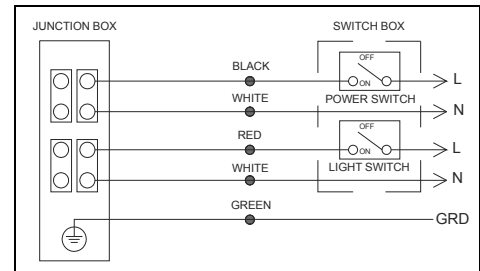 JUNCTION BOX
SWITCH BOX
OFF
BLACK
ON
L
WHITE
POWER SWITCH
N
OFF
RED
ON
L
WHITE
LIGHT SWITCH
N
GREEN
GRD